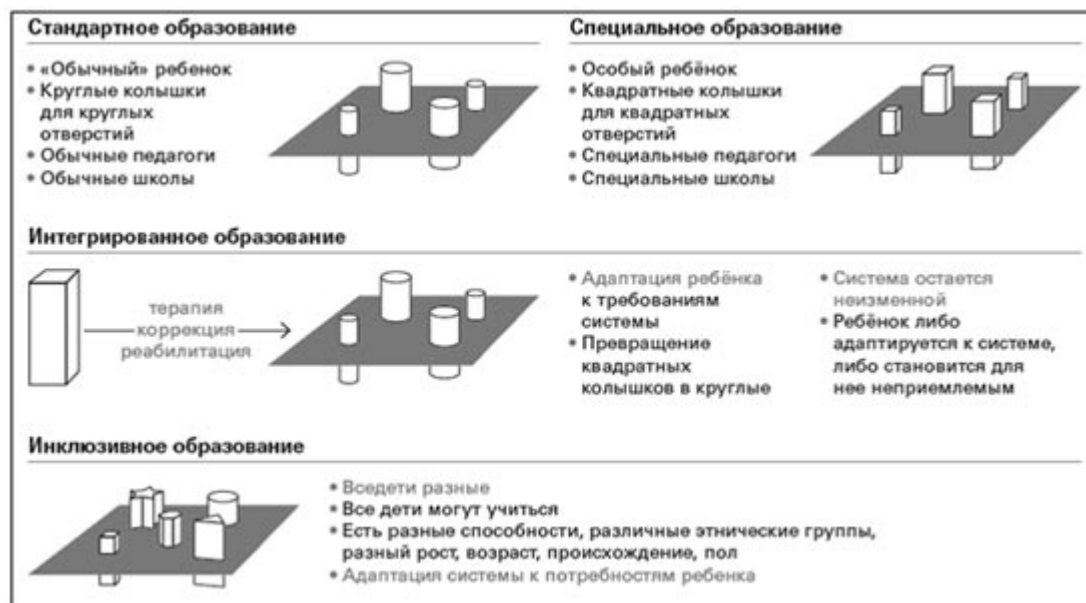 Стандартное образование
• «Обычный» ребенок
• Круглые колышки
для круглых
отверстий
• Обычные педагоги
• Обычные школы
Специальное образование
• Особый ребёнок
• Квадратные колышки
для квадратных
отверстий
• Специальные педагоги
• Специальные школы
Интегрированное образование
терапия
коррекция
реабилитация
• Адаптация ребёнка
к требованиям
системы
• Превращение
квадратных
колышков в круглые
• Система остается
неизменной
• Ребёнок либо
адаптируется к системе,
либо становится для
нее неприемлемым
Инклюзивное образование
• Вседети разные
• Все дети могут учиться
• Есть разные способности, различные этнические группы,
разный рост, возраст, происхождение, пол
• Адаптация системы к потребностям ребенка